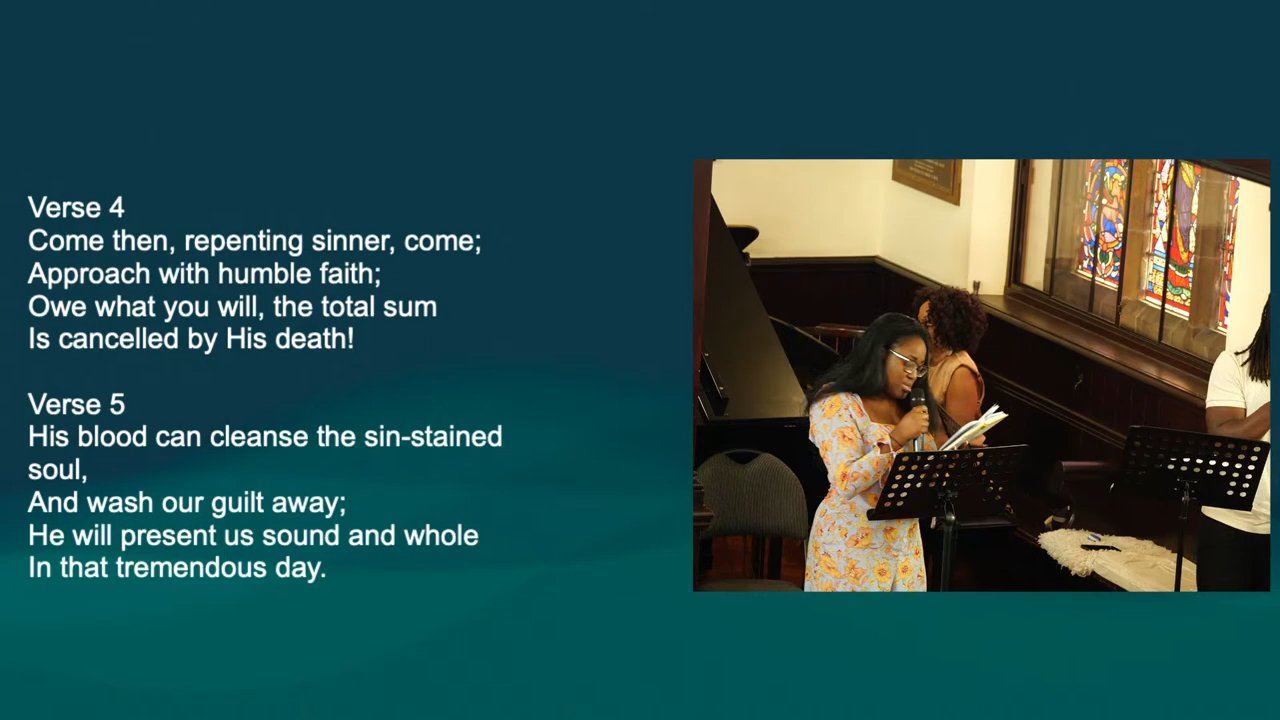 Verse 4
Come then, repenting sinner, come;
Approach with humble faith;
Owe what you will, the total sum
Is cancelled by His death!
Verse 5
His blood can cleanse the sin-stained
soul,
And wash our guilt away;
He will present us sound and whole
In that tremendous day.